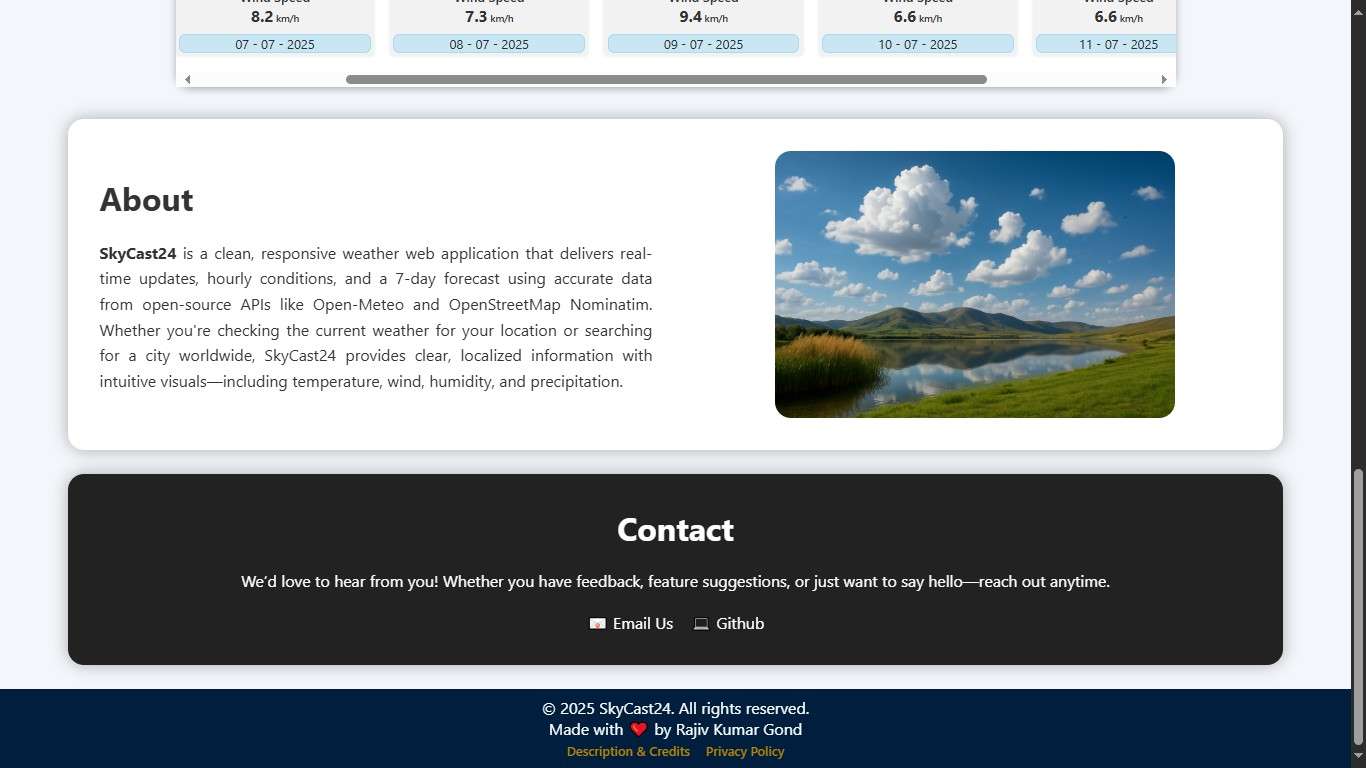 Wind Speed Wind Speed Wind Speed Wind Speed Wind Speed
8.2 km/h 7.3 km/h 9.4 km/h 6.6 km/h 6.6 km/h
07 - 07 - 2025 08 - 07 - 2025 09 - 07 - 2025 10 - 07 - 2025 11 - 07 - 2025
About
SkyCast24 is a clean, responsive weather web application that delivers real-
time updates, hourly conditions, and a 7-day forecast using accurate data
from open-source APIs like Open-Meteo and OpenStreetMap Nominatim.
Whether you're checking the current weather for your location or searching
for a city worldwide, SkyCast24 provides clear, localized information with
intuitive visuals—including temperature, wind, humidity, and precipitation.
Contact
We'd love to hear from you! Whether you have feedback, feature suggestions, or just want to say hello—reach out anytime.
📧 Email Us 💻 Github
© 2025 SkyCast24. All rights reserved.
Made with ❤️ by Rajiv Kumar Gond
Description & Credits Privacy Policy